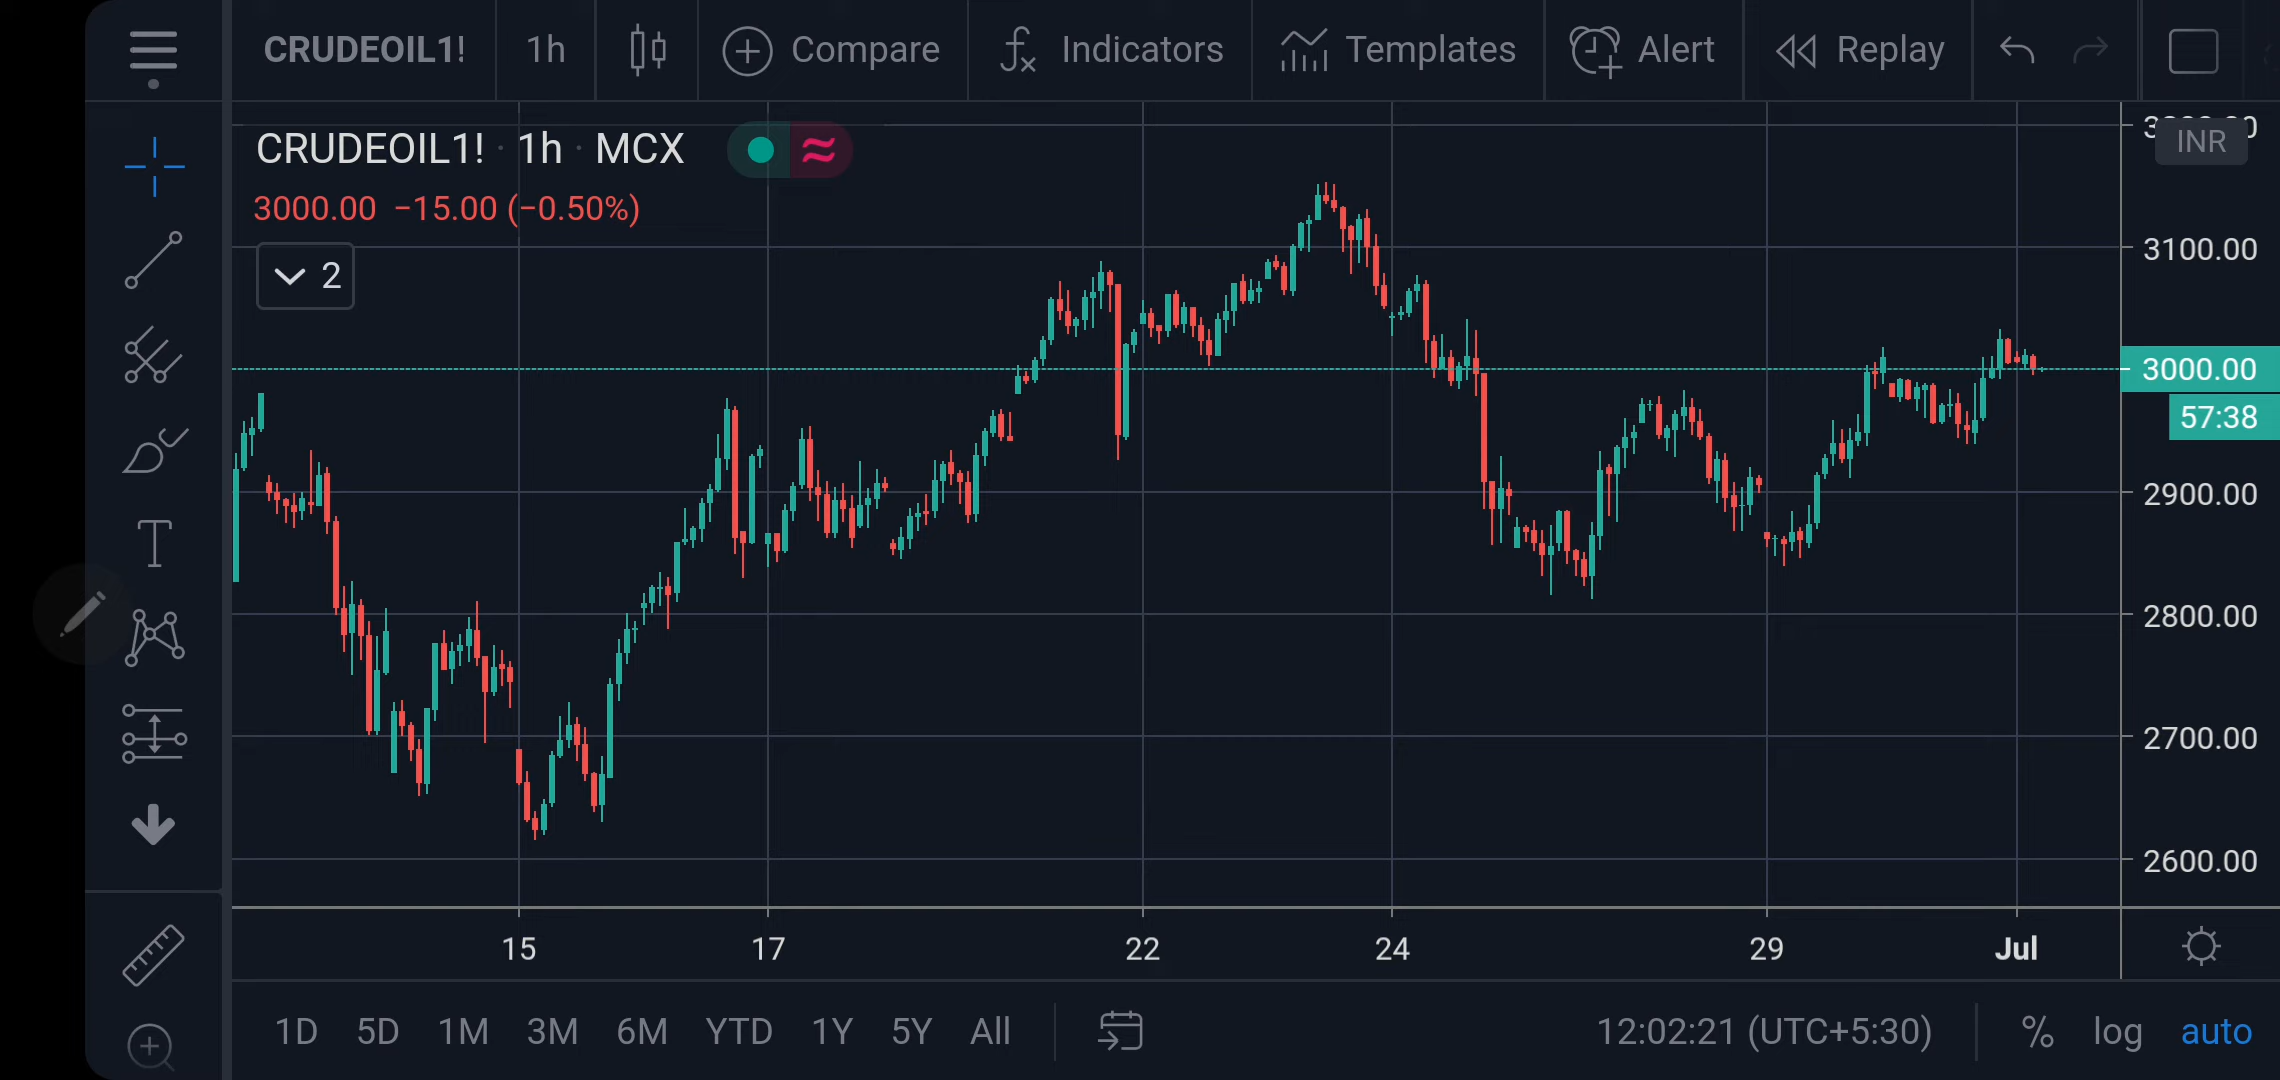 CRUDEOIL1! 1h Compare Indicators Templates Alert Replay
CRUDEOIL1! · 1h · MCX
3000.00 −15.00 (−0.50%)
2
INR
3100.00
3000.00
57:38
2900.00
2800.00
2700.00
2600.00
15 17 22 24 29 Jul
1D 5D 1M 3M 6M YTD 1Y 5Y All 12:02:21 (UTC+5:30) % log auto